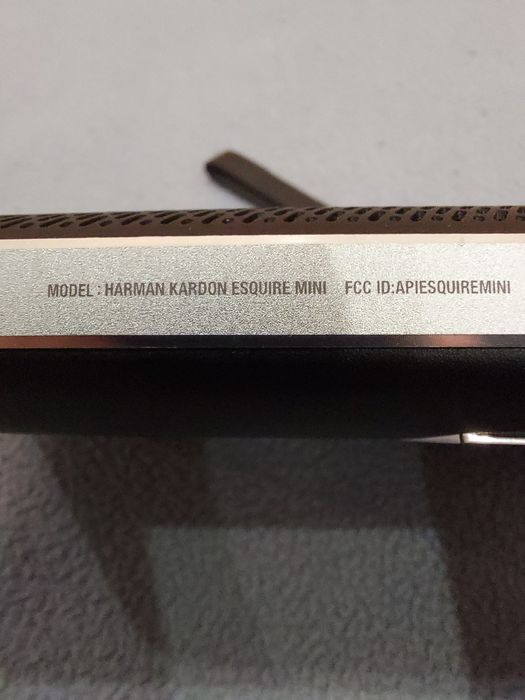 MODEL : HARMAN KARDON ESQUIRE MINI FCC ID:APIESQUIREMINI